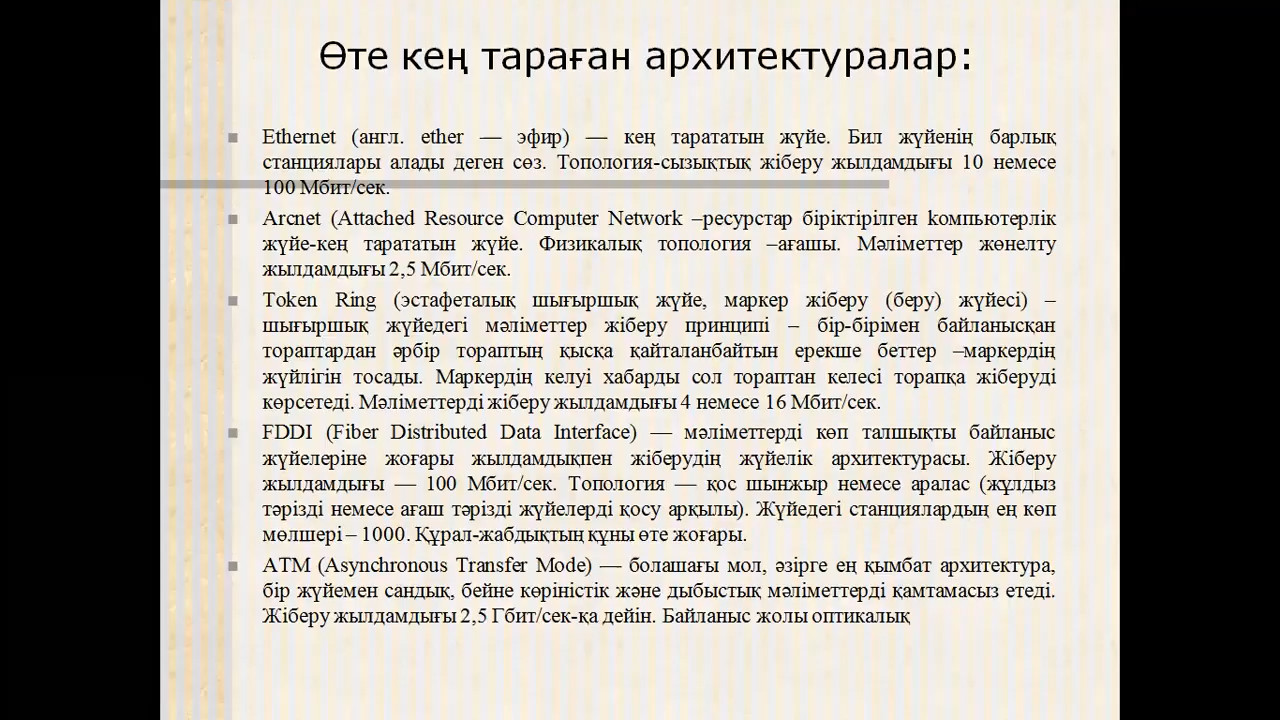 Өте кең тараған архитектуралар:
Ethernet (англ. ether — эфир) — кең тарататын жүйе. Бил жүйенің барлық
станциялары алады деген сөз. Топология-сызықтық жіберу жылдамдығы 10 немесе
100 Мбит/сек.
Arcnet (Attached Resource Computer Network –ресурстар біріктірілген kомпьютерлік
жүйе-кең тарататын жүйе. Физикалық топология –ағашы. Мәліметтер жөнелту
жылдамдығы 2,5 Мбит/сек.
Token Ring (эстафеталық шығыршық жүйе, маркер жіберу (беру) жүйесі) –
шығыршық жүйедегі мәліметтер жіберу принципі – бір-бірімен байланысқан
тораптардан әрбір тораптың қысқа қайталанбайтын ерекше беттер –маркердің
жүйлігін тосады. Маркердің келуі хабарды сол тораптан келесі торапқа жіберуді
көрсетеді. Мәліметтерді жіберу жылдамдығы 4 немесе 16 Мбит/сек.
FDDI (Fiber Distributed Data Interface) — мәліметтерді көп талшықты байланыс
жүйелеріне жоғары жылдамдықпен жіберудің жүйелік архитектурасы. Жіберу
жылдамдығы — 100 Мбит/сек. Топология — қос шынжыр немесе аралас (жұлдыз
тәрізді немесе ағаш тәрізді жүйелерді қосу арқылы). Жүйедегі станциялардың ең көп
мөлшері – 1000. Құрал-жабдықтың құны өте жоғары.
ATM (Asynchronous Transfer Mode) — болашағы мол, әзірге ең қымбат архитектура,
бір жүйемен сандық, бейне көріністік және дыбыстық мәліметтерді қамтамасыз етеді.
Жіберу жылдамдығы 2,5 Гбит/сек-қа дейін. Байланыс жолы оптикалық